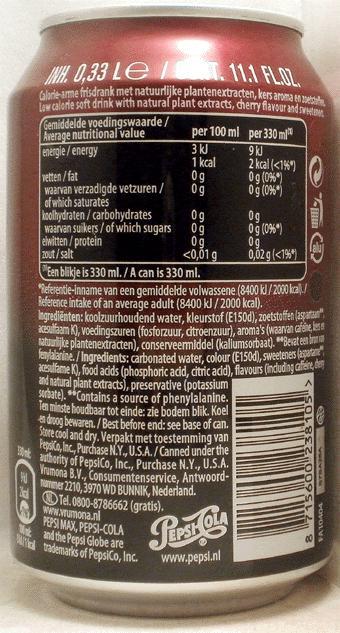 INH. 0,33 L e / CONT. 11.1 FL.OZ.
Calorie-arme frisdrank met natuurlijke plantenextracten, kers aroma en zoetstoffen.
Low calorie soft drink with natural plant extracts, cherry flavour and sweeteners.
Gemiddelde voedingswaarde /
Average nutritional value per 100 ml per 330 ml(*)
energie / energy 3 kJ 9 kJ
1 kcal 2 kcal (<1%*)
vetten / fat 0 g 0 g (0%*)
waarvan verzadigde vetzuren / 0 g 0 g (0%*)
of which saturates
koolhydraten / carbohydrates 0 g 0 g
waarvan suikers / of which sugars 0 g 0 g (0%*)
eiwitten / protein 0 g 0 g
zout / salt <0,01 g 0,02 g (<1%*)
Een blikje is 330 ml. / A can is 330 ml.
*Referentie-inname van een gemiddelde volwassene (8400 kJ / 2000 kcal). /
Reference intake of an average adult (8400 kJ / 2000 kcal).
Ingrediënten: koolzuurhoudend water, kleurstof (E150d), zoetstoffen (aspartaam**,
acesulfaam K), voedingszuren (fosforzuur, citroenzuur), aroma's (waarvan cafeïne, kers en
natuurlijke plantenextracten), conserveermiddel (kaliumsorbaat). **Bevat een bron van
fenylalanine. / Ingredients: carbonated water, colour (E150d), sweeteners (aspartame**,
acesulfame K), food acids (phosphoric acid, citric acid), flavours (including caffeine, cherry
and natural plant extracts), preservative (potassium
sorbate). **Contains a source of phenylalanine.
Ten minste houdbaar tot einde: zie bodem blik. Koel
en droog bewaren. / Best before end: see base of can.
Store cool and dry. Verpakt met toestemming van
PepsiCo, Inc., Purchase N.Y., U.S.A. / Canned under the
authority of PepsiCo, Inc., Purchase N.Y., U.S.A.
Vrumona B.V., Consumentenservice, Antwoord-
nummer 2210, 3970 WD BUNNIK, Nederland.
NL Tel. 0800-8786662 (gratis).
www.vrumona.nl
PEPSI MAX, PEPSI-COLA
and the Pepsi Globe are
trademarks of PepsiCo, Inc.
PEPSI-COLA
www.pepsi.nl
8 715600 238105 >
FA10404
alu
330 ml:
9 kJ
2 kcal